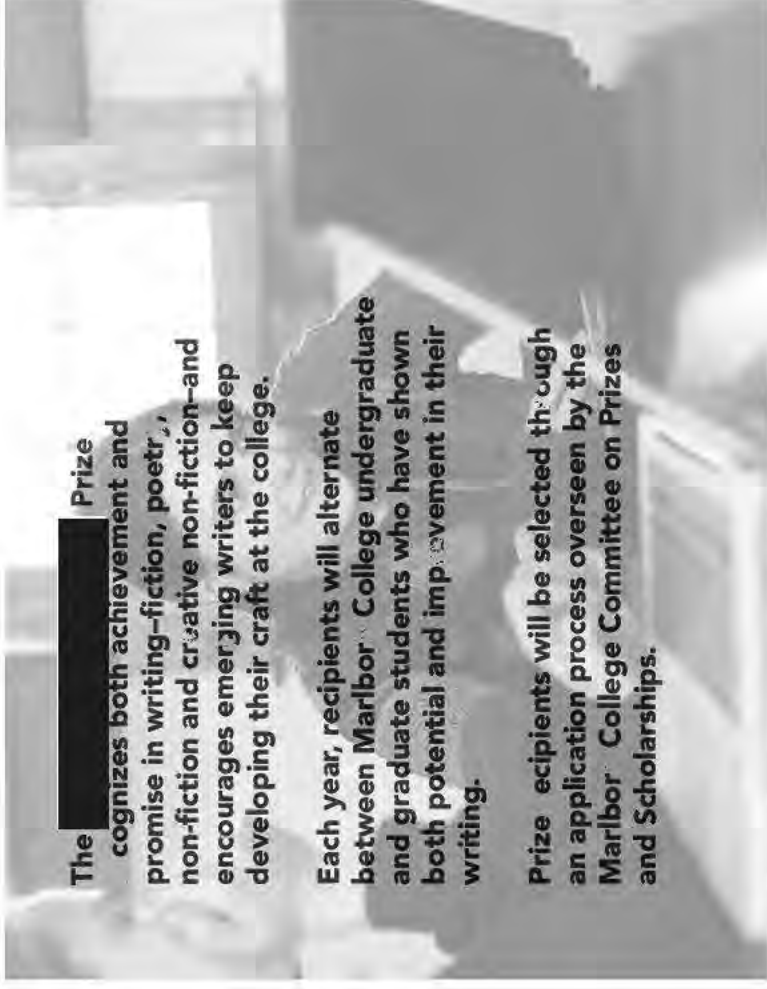 The Prize
cognizes both achievement and
promise in writing–fiction, poetr,
non-fiction and creative non-fiction–and
encourages emerging writers to keep
developing their craft at the college.
Each year, recipients will alternate
between Marlbor College undergraduate
and graduate students who have shown
both potential and improvement in their
writing.
Prize ecipients will be selected through
an application process overseen by the
Marlbor College Committee on Prizes
and Scholarships.